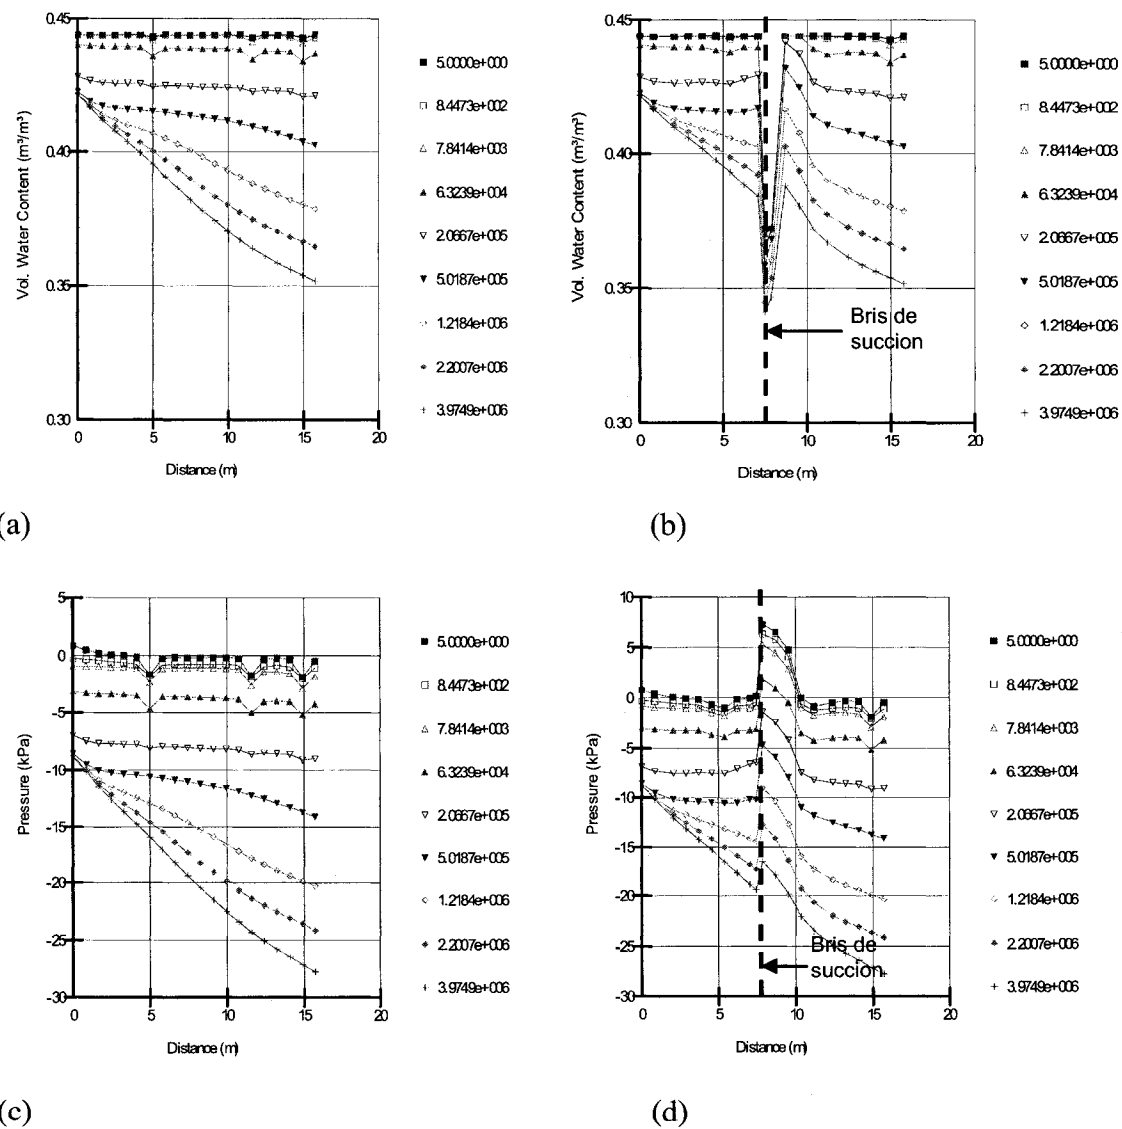 0.45
0.40
0.35
0.30
Vol. Water Content (m³/m³)
0 5 10 15 20
Distance (m)
5.0000e+000
8.4473e+002
7.8414e+003
6.3239e+004
2.0667e+005
5.0187e+005
1.2184e+006
2.2007e+006
3.9749e+006
(a)
0.45
0.40
0.35
0.30
Vol. Water Content (m³/m³)
0 5 10 15 20
Distance (m)
Bris de
succion
5.0000e+000
8.4473e+002
7.8414e+003
6.3239e+004
2.0667e+005
5.0187e+005
1.2184e+006
2.2007e+006
3.9749e+006
(b)
5
0
-5
-10
-15
-20
-25
-30
Pressure (kPa)
0 5 10 15 20
Distance (m)
5.0000e+000
8.4473e+002
7.8414e+003
6.3239e+004
2.0667e+005
5.0187e+005
1.2184e+006
2.2007e+006
3.9749e+006
(c)
10
5
0
-5
-10
-15
-20
-25
-30
Pressure (kPa)
0 5 10 15 20
Distance (m)
Bris de
succion
5.0000e+000
8.4473e+002
7.8414e+003
6.3239e+004
2.0667e+005
5.0187e+005
1.2184e+006
2.2007e+006
3.9749e+006
(d)